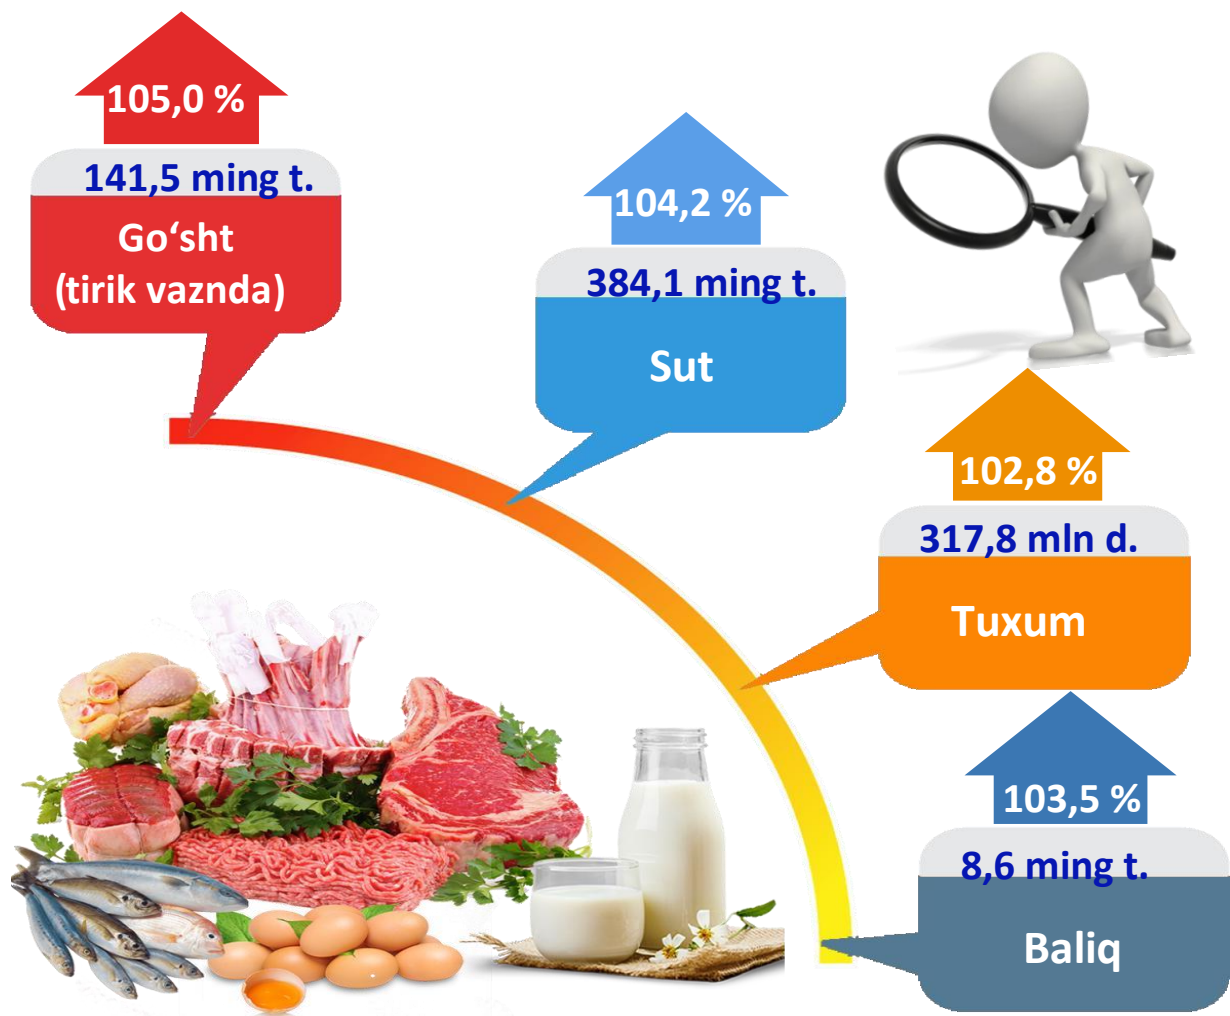 105,0 %
141,5 ming t.
Go‘sht
(tirik vaznda)
104,2 %
384,1 ming t.
Sut
102,8 %
317,8 mln d.
Tuxum
103,5 %
8,6 ming t.
Baliq